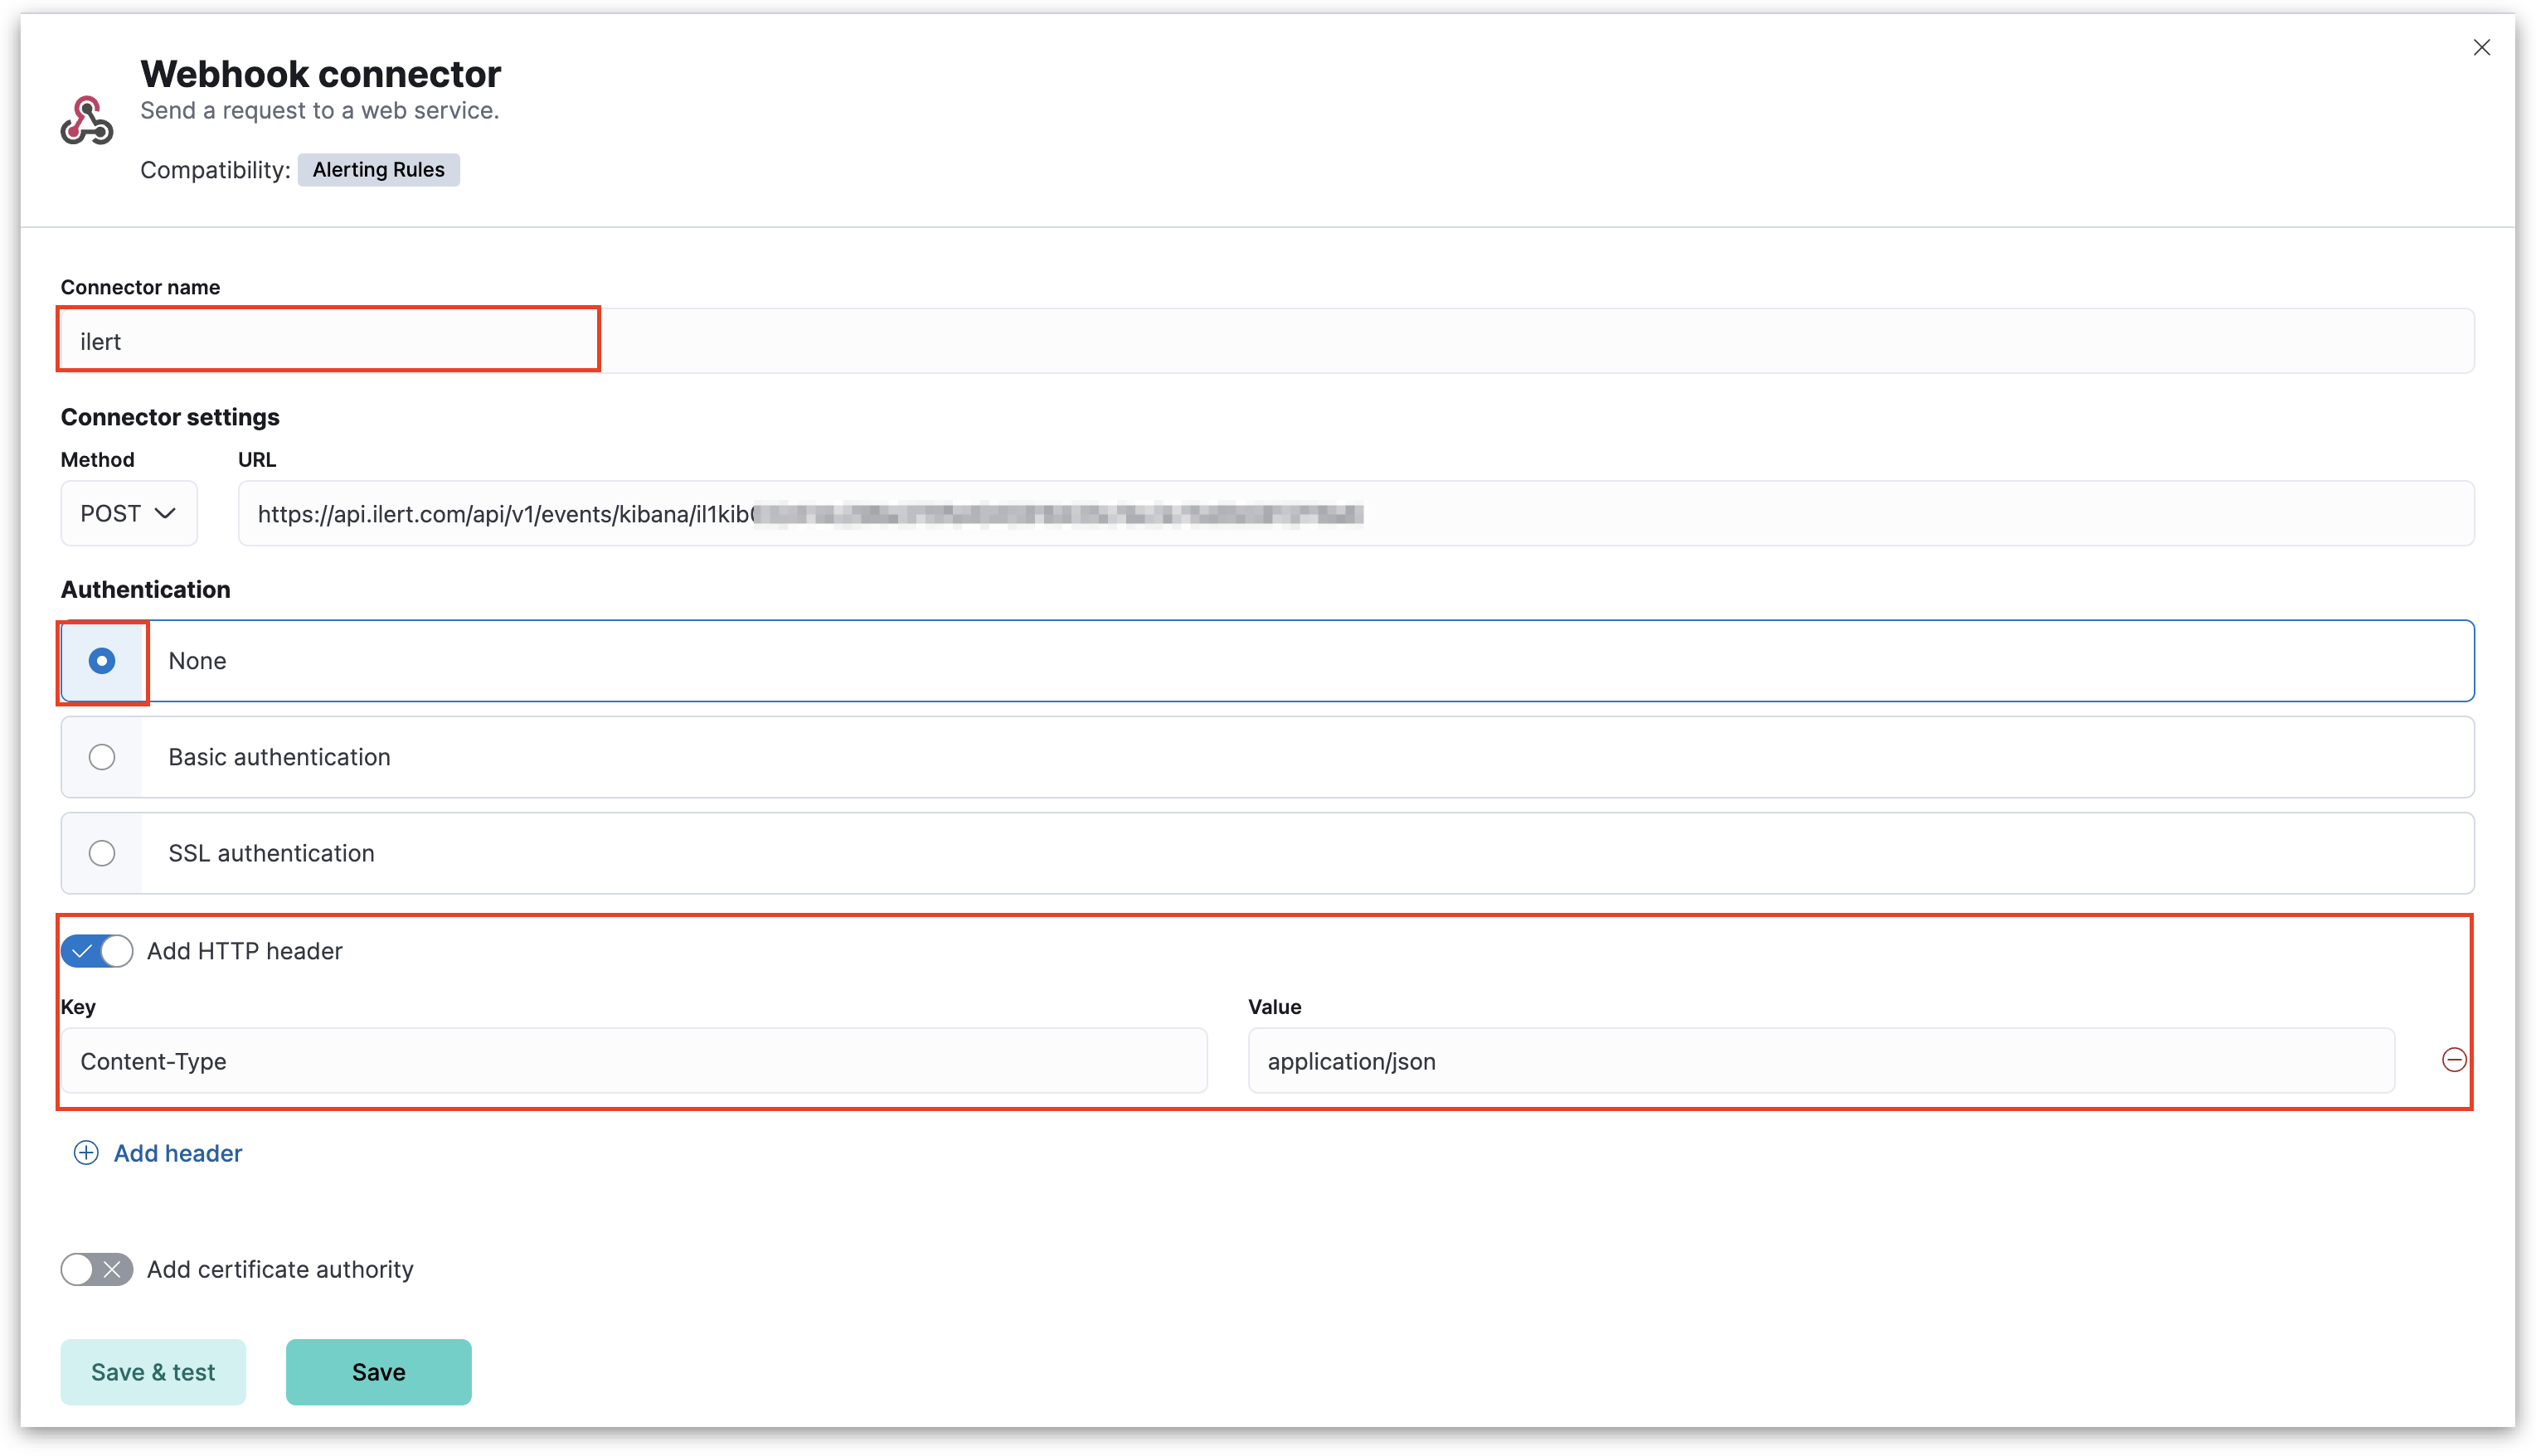 Webhook connector
Send a request to a web service.
Compatibility: Alerting Rules
Connector name
ilert
Connector settings
Method URL
POST https://api.ilert.com/api/v1/events/kibana/il1kib
Authentication
None
Basic authentication
SSL authentication
Add HTTP header
Key Value
Content-Type application/json
Add header
Add certificate authority
Save & test Save